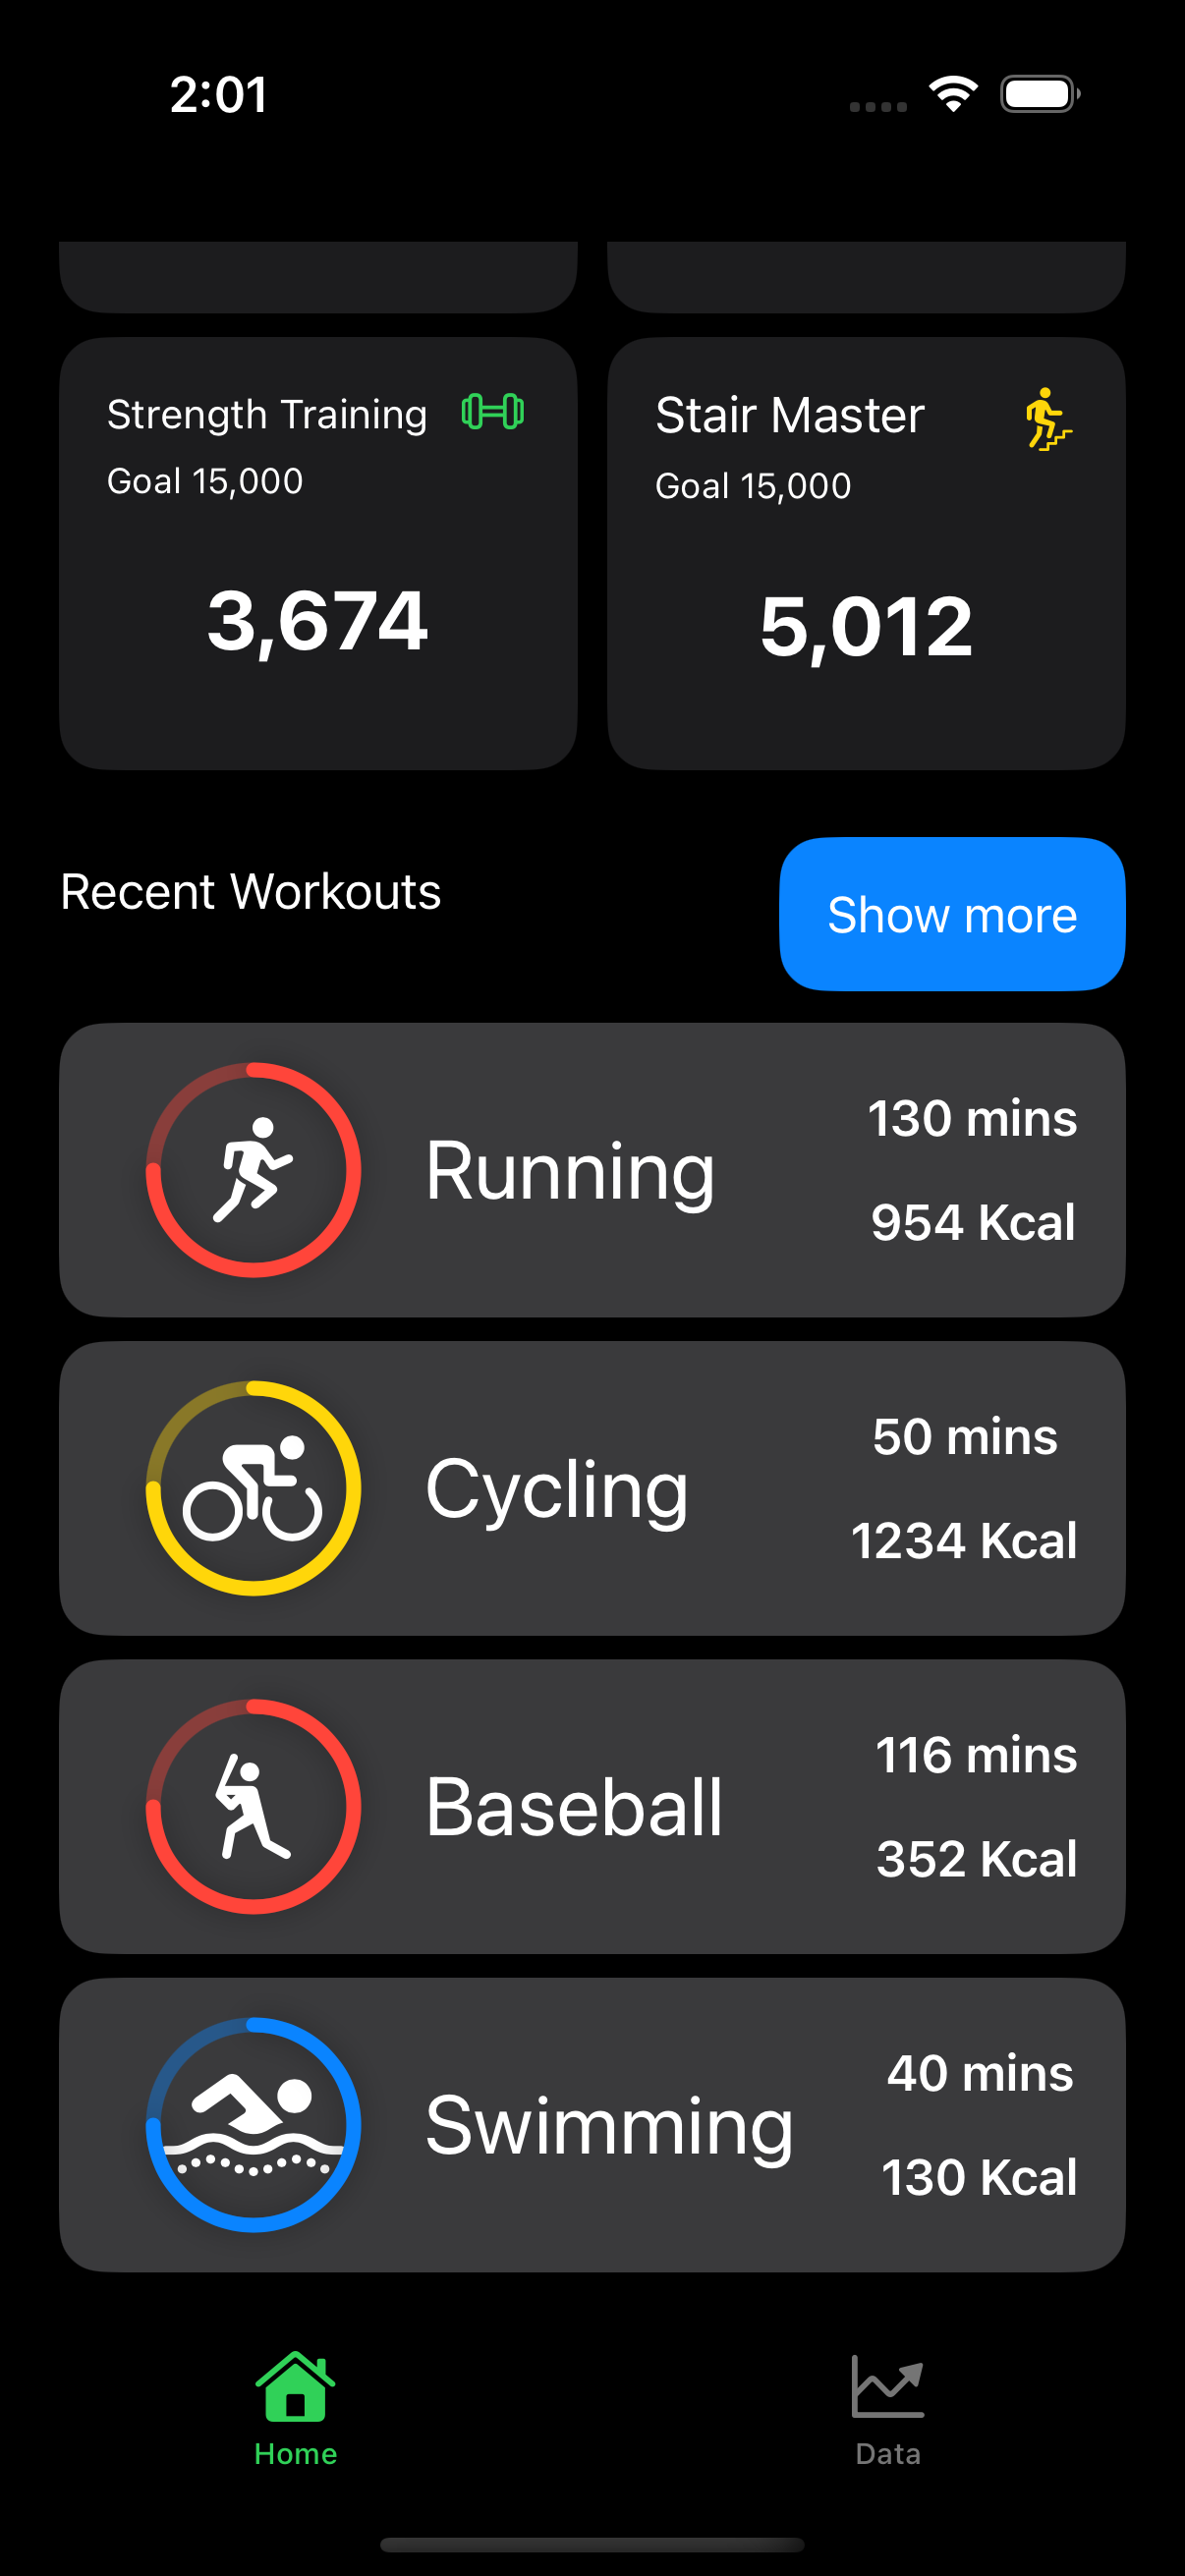 2:01
Strength Training
Goal 15,000
3,674
Stair Master
Goal 15,000
5,012
Recent Workouts
Show more
Running
130 mins
954 Kcal
Cycling
50 mins
1234 Kcal
Baseball
116 mins
352 Kcal
Swimming
40 mins
130 Kcal
Home
Data